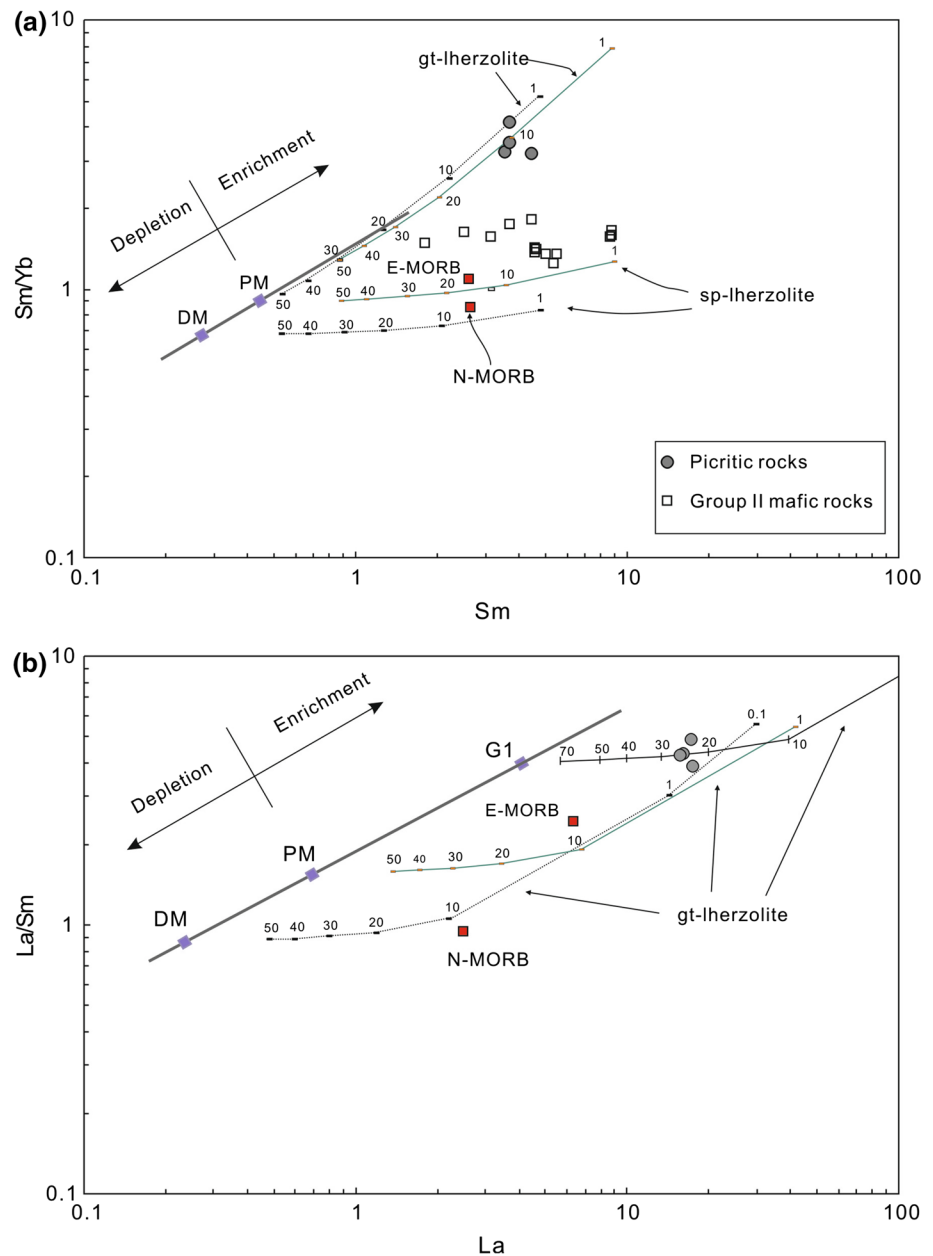 (a)
10
1
0.1
Sm/Yb
gt-lherzolite
1
1
10
10
20
20
30
30
40
50
40
50
Enrichment
Depletion
PM
DM
E-MORB
50
40
30
20
10
1
sp-lherzolite
50
40
30
20
10
1
N-MORB
Picritic rocks
Group II mafic rocks
0.1
1
10
100
Sm
(b)
10
1
0.1
La/Sm
Enrichment
Depletion
G1
PM
DM
70
50
40
30
20
10
0.1
1
1
E-MORB
50
40
30
20
10
50
40
30
20
10
gt-lherzolite
N-MORB
0.1
1
10
100
La